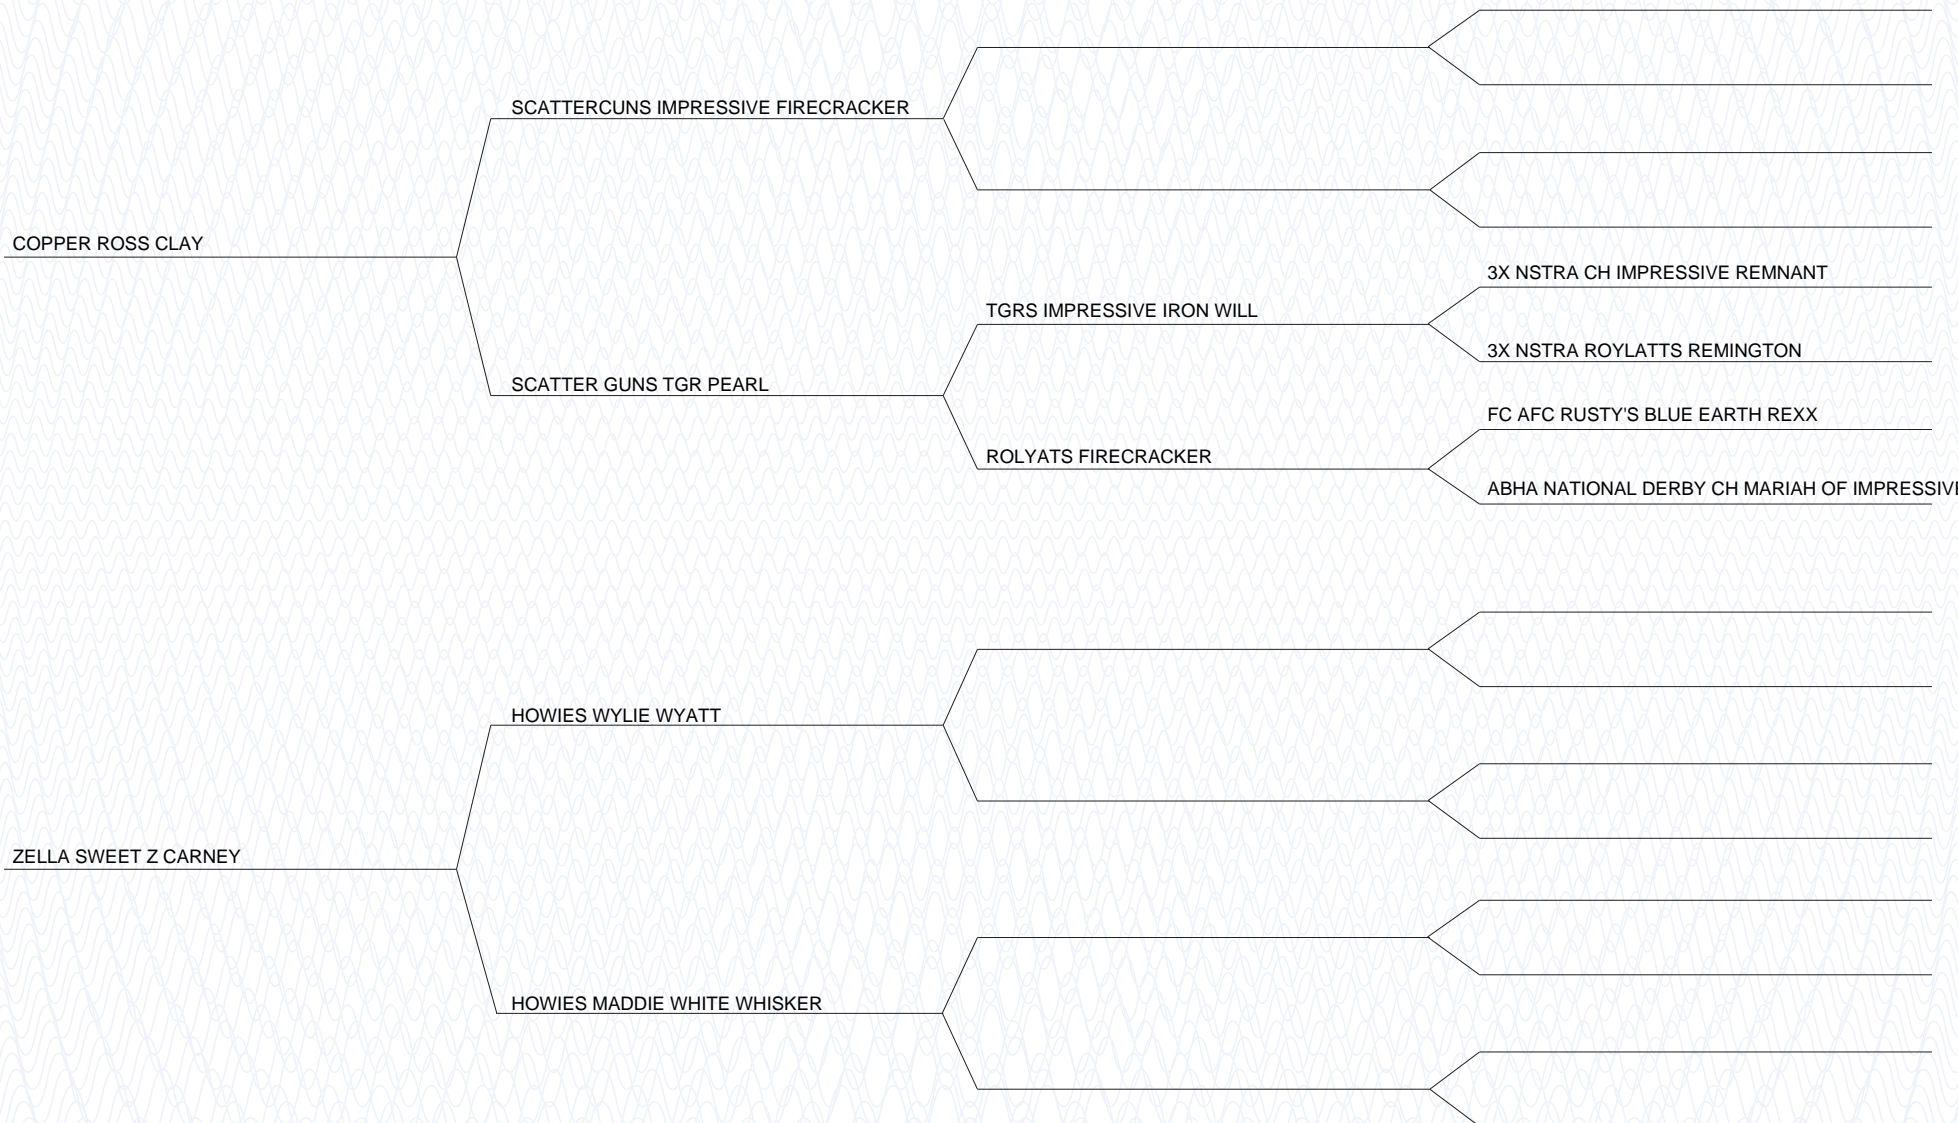 SCATTERCUNS IMPRESSIVE FIRECRACKER
COPPER ROSS CLAY
3X NSTRA CH IMPRESSIVE REMNANT
TGRS IMPRESSIVE IRON WILL
3X NSTRA ROYLATTS REMINGTON
SCATTER GUNS TGR PEARL
FC AFC RUSTY'S BLUE EARTH REXX
ROLYATS FIRECRACKER
ABHA NATIONAL DERBY CH MARIAH OF IMPRESSIVE
HOWIES WYLIE WYATT
ZELLA SWEET Z CARNEY
HOWIES MADDIE WHITE WHISKER